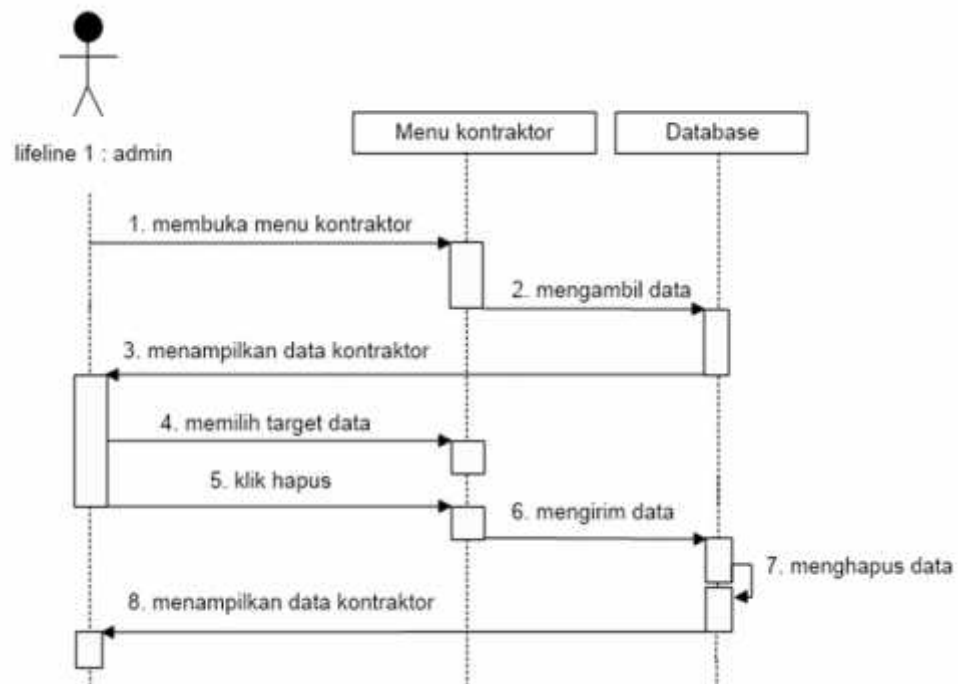 Menu kontraktor
Database
lifeline 1 : admin
1. membuka menu kontraktor
2. mengambil data
3. menampilkan data kontraktor
4. memilih target data
5. klik hapus
6. mengirim data
7. menghapus data
8. menampilkan data kontraktor